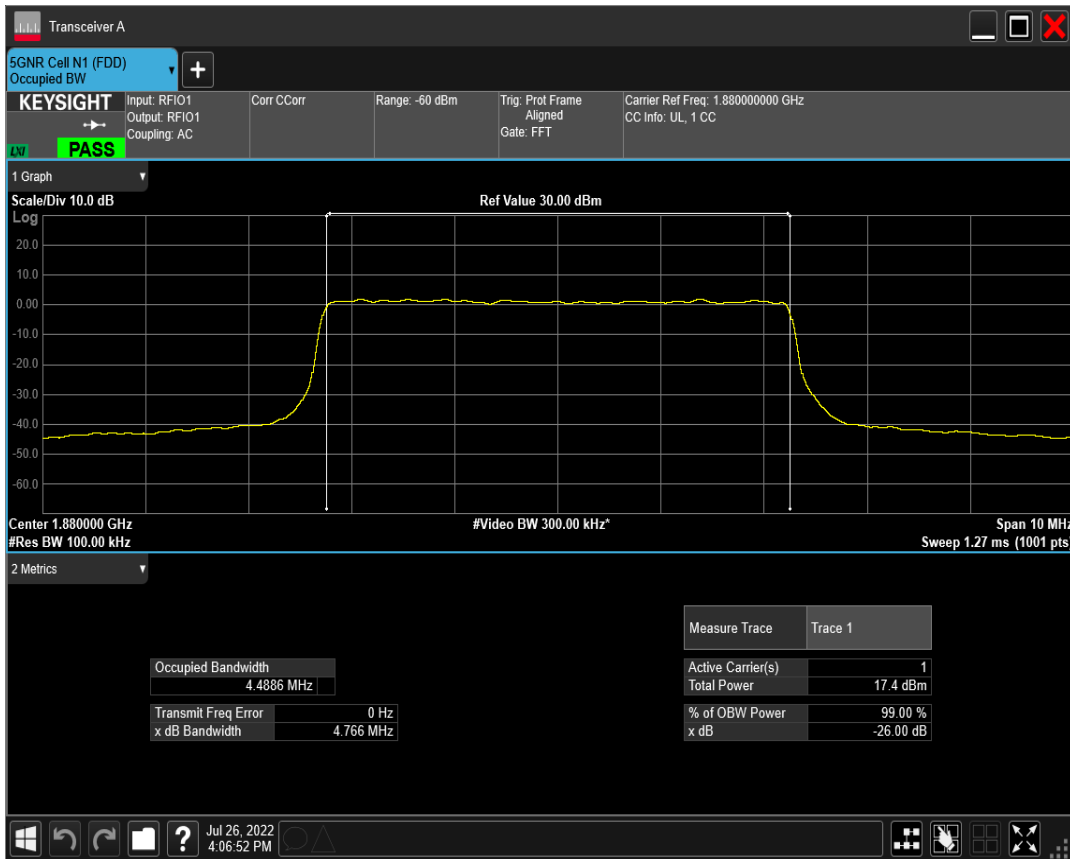 Transceiver A
5GNR Cell N1 (FDD)
Occupied BW
+
KEYSIGHT
LXI
PASS
Input: RFIO1
Output: RFIO1
Coupling: AC
Corr CCorr
Range: -60 dBm
Trig: Prot Frame
Aligned
Gate: FFT
Carrier Ref Freq: 1.880000000 GHz
CC Info: UL, 1 CC
1 Graph
Scale/Div 10.0 dB
Ref Value 30.00 dBm
Log
20.0
10.0
0.00
-10.0
-20.0
-30.0
-40.0
-50.0
-60.0
Center 1.880000 GHz
#Video BW 300.00 kHz*
Span 10 MHz
#Res BW 100.00 kHz
Sweep 1.27 ms (1001 pts)
2 Metrics
Measure Trace
Trace 1
Occupied Bandwidth
4.4886 MHz
Active Carrier(s)
1
Total Power
17.4 dBm
Transmit Freq Error
0 Hz
x dB Bandwidth
4.766 MHz
% of OBW Power
99.00 %
x dB
-26.00 dB
?
Jul 26, 2022
4:06:52 PM